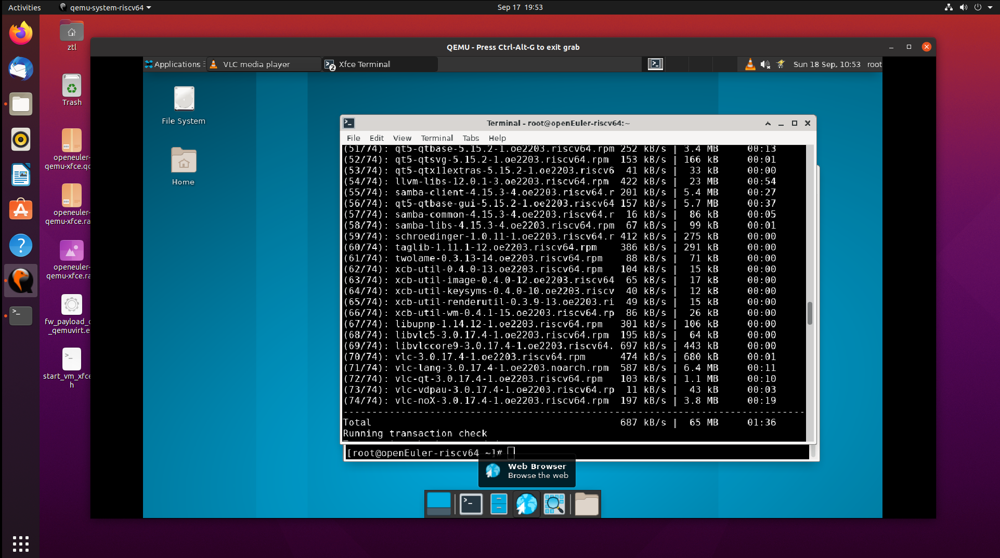 Activities
qemu-system-riscv64
Sep 17 19:53
ztl
Trash
openeuler-
qemu-xfce.qc
openeuler-
qemu-xfce.ra
openeuler-
qemu-xfce.ra
fw_payload_
_qemuvirt.e
start_vm_xfce
h
QEMU - Press Ctrl-Alt-G to exit grab
Applications
VLC media player
2
Xfce Terminal
Sun 18 Sep, 10:53
root
File System
Home
Terminal - root@openEuler-riscv64:~
File Edit View Terminal Tabs Help
(51/74): qt5-qtbase-5.15.2-1.oe2203.riscv64.rpm 252 kB/s | 3.4 MB 00:13
(52/74): qt5-qtsvg-5.15.2-1.oe2203.riscv64.rpm 153 kB/s | 166 kB 00:01
(53/74): qt5-qtx11extras-5.15.2-1.oe2203.riscv6 41 kB/s | 33 kB 00:00
(54/74): llvm-libs-12.0.1-3.oe2203.riscv64.rpm 422 kB/s | 23 MB 00:54
(55/74): samba-client-4.15.3-4.oe2203.riscv64.r 201 kB/s | 5.4 MB 00:27
(56/74): qt5-qtbase-gui-5.15.2-1.oe2203.riscv64 157 kB/s | 5.7 MB 00:37
(57/74): samba-common-4.15.3-4.oe2203.riscv64.r 16 kB/s | 86 kB 00:05
(58/74): samba-libs-4.15.3-4.oe2203.riscv64.rpm 67 kB/s | 99 kB 00:01
(59/74): schroedinger-1.0.11-1.oe2203.riscv64.r 412 kB/s | 275 kB 00:00
(60/74): taglib-1.11.1-12.oe2203.riscv64.rpm 386 kB/s | 291 kB 00:00
(61/74): twolame-0.3.13-14.oe2203.riscv64.rpm 88 kB/s | 71 kB 00:00
(62/74): xcb-util-0.4.0-13.oe2203.riscv64.rpm 104 kB/s | 15 kB 00:00
(63/74): xcb-util-image-0.4.0-12.oe2203.riscv64 65 kB/s | 17 kB 00:00
(64/74): xcb-util-keysyms-0.4.0-10.oe2203.riscv 40 kB/s | 12 kB 00:00
(65/74): xcb-util-renderutil-0.3.9-13.oe2203.ri 49 kB/s | 15 kB 00:00
(66/74): xcb-util-wm-0.4.1-15.oe2203.riscv64.rp 86 kB/s | 26 kB 00:00
(67/74): libupnp-1.14.12-1.oe2203.riscv64.rpm 301 kB/s | 106 kB 00:00
(68/74): libvlc5-3.0.17.4-1.oe2203.riscv64.rpm 195 kB/s | 64 kB 00:00
(69/74): libvlccore9-3.0.17.4-1.oe2203.riscv64. 697 kB/s | 443 kB 00:00
(70/74): vlc-3.0.17.4-1.oe2203.riscv64.rpm 474 kB/s | 680 kB 00:01
(71/74): vlc-lang-3.0.17.4-1.oe2203.noarch.rpm 587 kB/s | 6.4 MB 00:11
(72/74): vlc-qt-3.0.17.4-1.oe2203.riscv64.rpm 103 kB/s | 1.1 MB 00:10
(73/74): vlc-vdpau-3.0.17.4-1.oe2203.riscv64.rp 11 kB/s | 43 kB 00:03
(74/74): vlc-noX-3.0.17.4-1.oe2203.riscv64.rpm 197 kB/s | 3.8 MB 00:19
--------------------------------------------------------------------------------
Total 687 kB/s | 65 MB 01:36
Running transaction check
[root@openEuler-riscv64 ~]#
Web Browser
Browse the web